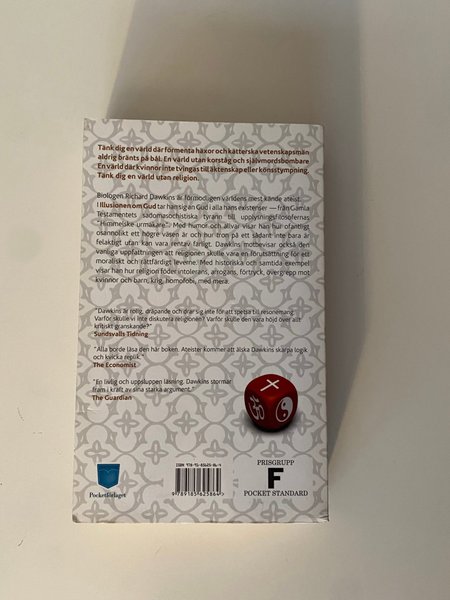 Tänk dig en värld där förmenta häxor och kätterska vetenskapsmän
aldrig bränts på bål. En värld utan korståg och självmordsbombare
En värld där kvinnor inte tvingas till äktenskap eller könsstympning.
Tänk dig en värld utan religion.
Biologen Richard Dawkins är förmodligen världens mest kände ateist.
I Illusionen om Gud tar han sig an Gud i alla hans existenser — från Gamla
Testamentets sadomasochistiska tyrann till upplysningsfilosofernas
"Himmelske urmakare". Med humor och allvar visar han hur ofantligt
osannolikt ett högre väsen är och hur tron på ett sådant inte bara är
felaktigt utan kan vara rentav farligt. Dawkins motbevisar också den
vanliga uppfattningen att religionen skulle vara en förutsättning för ett
moraliskt och rättfärdigt leverne. Med historiska och samtida exempel
visar han hur religion föder intolerans, arrogans, förtryck, övergrepp mot
kvinnor och barn, krig, homofobi, med mera.
"Dawkins är rolig, dräpande och drar sig inte för att spetsa till resonemang.
Varför skulle vi inte diskutera religionen? Varför skulle den vara höjd över allt
kritiskt granskande?"
Sundsvalls Tidning
"Alla borde läsa den här boken. Ateister kommer att älska Dawkins skarpa logik
och kvicka replik."
The Economist
"En livlig och uppsluppen läsning. Dawkins stormar
fram i kraft av sina starka argument."
The Guardian
Pocketförlaget
ISBN 978-91-85625-86-4
9 789185 625864 >
PRISGRUPP
F
POCKET STANDARD